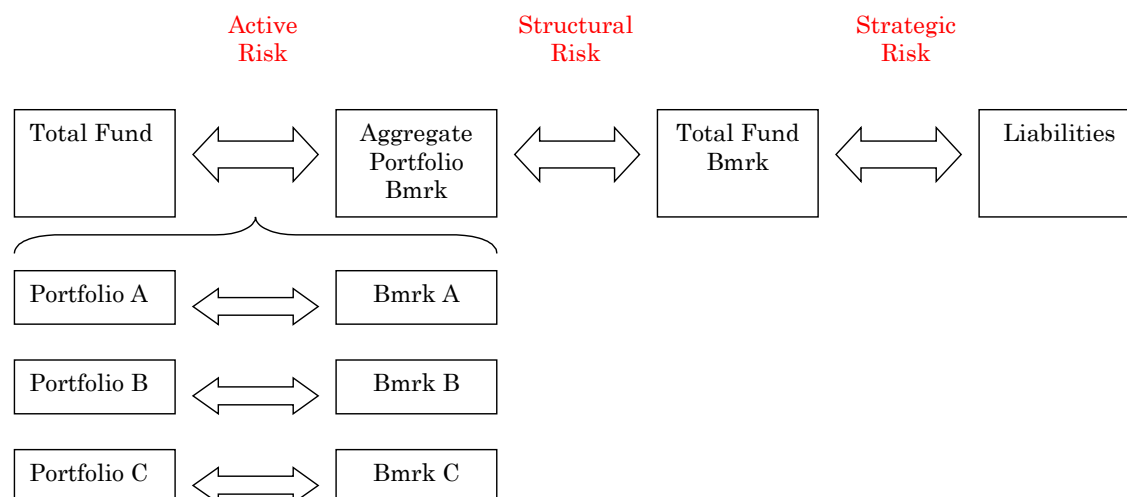 Active
Risk
Structural
Risk
Strategic
Risk
Total Fund
Aggregate
Portfolio
Bmrk
Total Fund
Bmrk
Liabilities
Portfolio A
Bmrk A
Portfolio B
Bmrk B
Portfolio C
Bmrk C